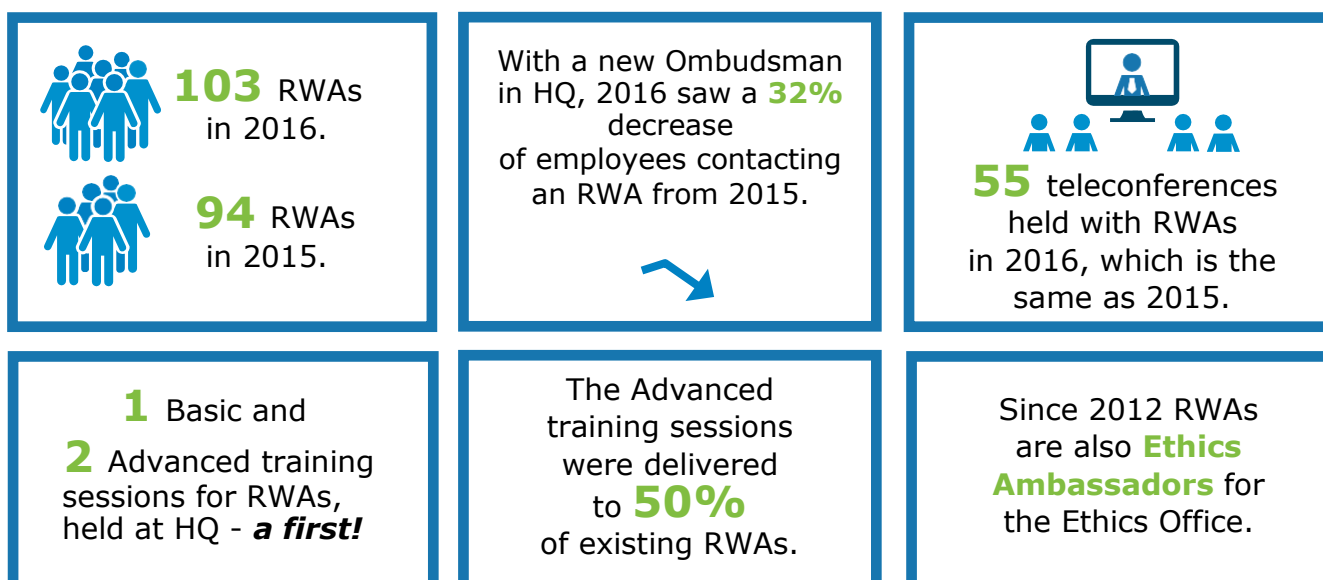 103 RWAs
in 2016.
94 RWAs
in 2015.
With a new Ombudsman
in HQ, 2016 saw a 32%
decrease
of employees contacting
an RWA from 2015.
55 teleconferences
held with RWAs
in 2016, which is the
same as 2015.
1 Basic and
2 Advanced training
sessions for RWAs,
held at HQ - a first!
The Advanced
training sessions
were delivered
to 50%
of existing RWAs.
Since 2012 RWAs
are also Ethics
Ambassadors for
the Ethics Office.